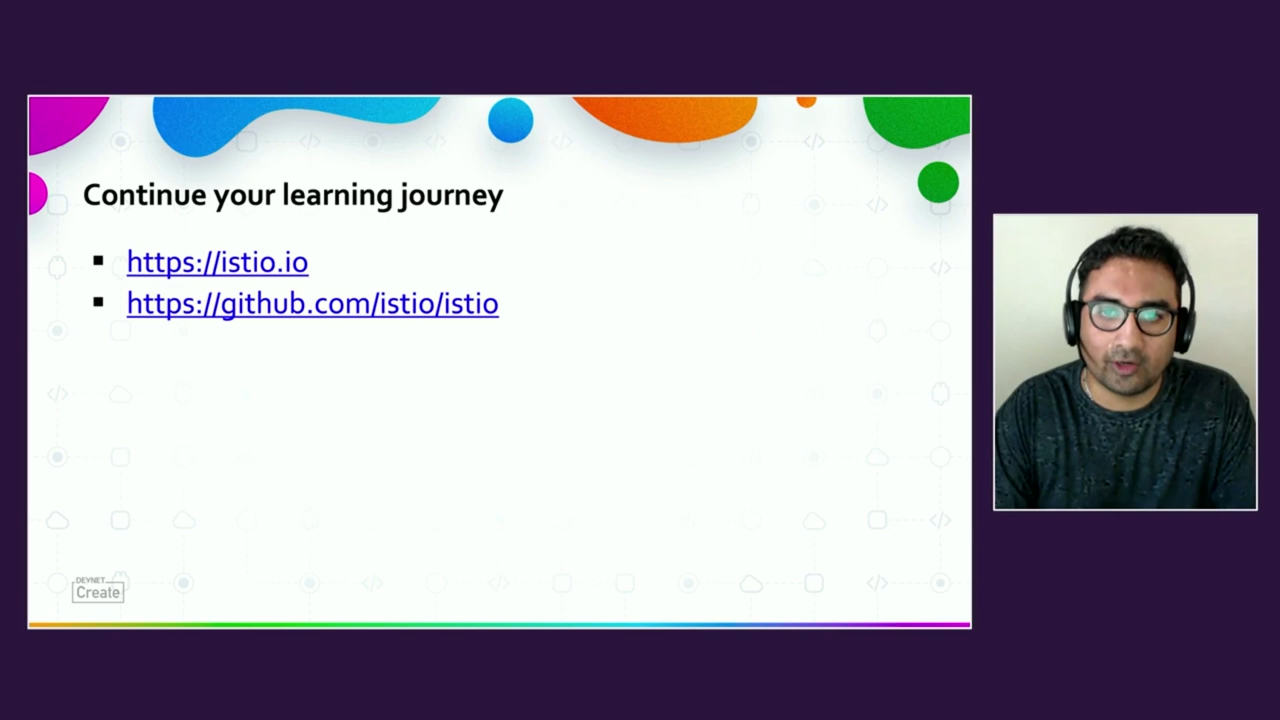 Continue your learning journey
https://istio.io
https://github.com/istio/istio
DEVNET
Create